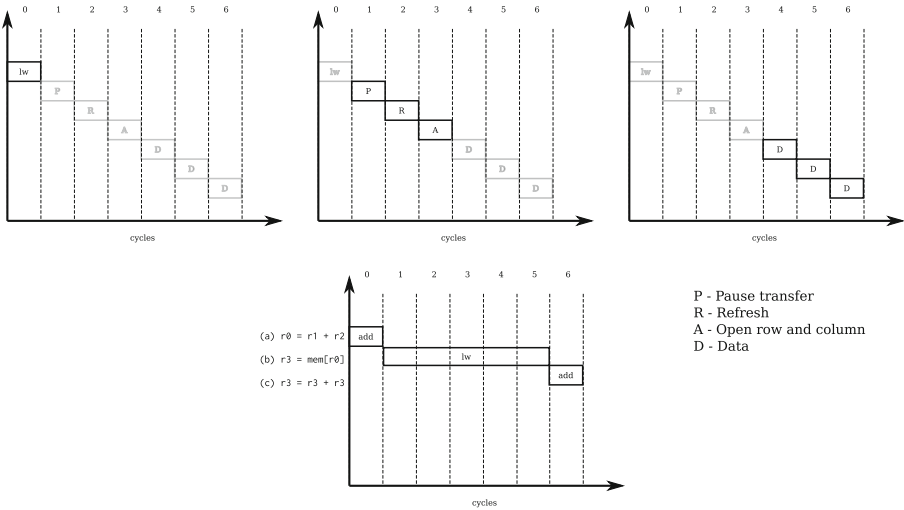 0 1 2 3 4 5 6
lw
P
R
A
D
D
D
cycles
0 1 2 3 4 5 6
lw
P
R
A
D
D
D
cycles
0 1 2 3 4 5 6
lw
P
R
A
D
D
D
cycles
0 1 2 3 4 5 6
(a) r0 = r1 + r2 add
(b) r3 = mem[r0] lw
(c) r3 = r3 + r3 add
cycles
P - Pause transfer
R - Refresh
A - Open row and column
D - Data